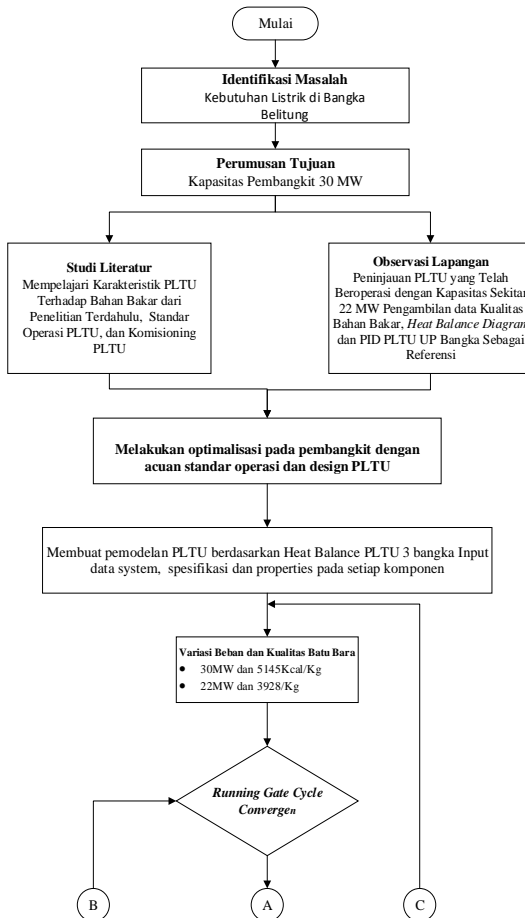 Mulai
Identifikasi Masalah
Kebutuhan Listrik di Bangka
Belitung
Perumusan Tujuan
Kapasitas Pembangkit 30 MW
Studi Literatur
Mempelajari Karakteristik PLTU
Terhadap Bahan Bakar dari
Penelitian Terdahulu, Standar
Operasi PLTU, dan Komisioning
PLTU
Observasi Lapangan
Peninjauan PLTU yang Telah
Beroperasi dengan Kapasitas Sekitar
22 MW Pengambilan data Kualitas
Bahan Bakar, Heat Balance Diagram
dan PID PLTU UP Bangka Sebagai
Referensi
Melakukan optimalisasi pada pembangkit dengan
acuan standar operasi dan design PLTU
Membuat pemodelan PLTU berdasarkan Heat Balance PLTU 3 bangka Input
data system, spesifikasi dan properties pada setiap komponen
Variasi Beban dan Kualitas Batu Bara
● 30MW dan 5145Kcal/Kg
● 22MW dan 3928/Kg
Running Gate Cycle
Convergen
B
A
C